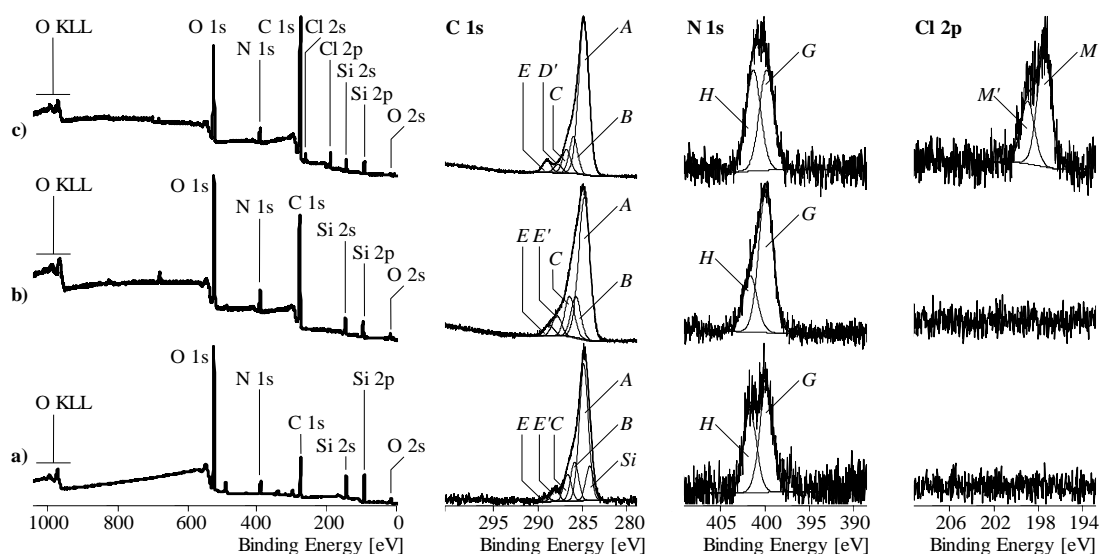 O KLL
O 1s
C 1s
Cl 2s
N 1s
Cl 2p
Si 2s
Si 2p
O 2s
c)
C 1s
A
E
D'
C
B
N 1s
G
H
Cl 2p
M
M'
O KLL
O 1s
N 1s
C 1s
Si 2s
Si 2p
O 2s
b)
A
E E'
C
B
G
H
O KLL
O 1s
N 1s
C 1s
Si 2s
Si 2p
O 2s
a)
A
E E' C
B
Si
G
H
1000 800 600 400 200 0
Binding Energy [eV]
295 287 283 279
Binding Energy [eV]
405 400 395 390
Binding Energy [eV]
206 202 198 194
Binding Energy [eV]